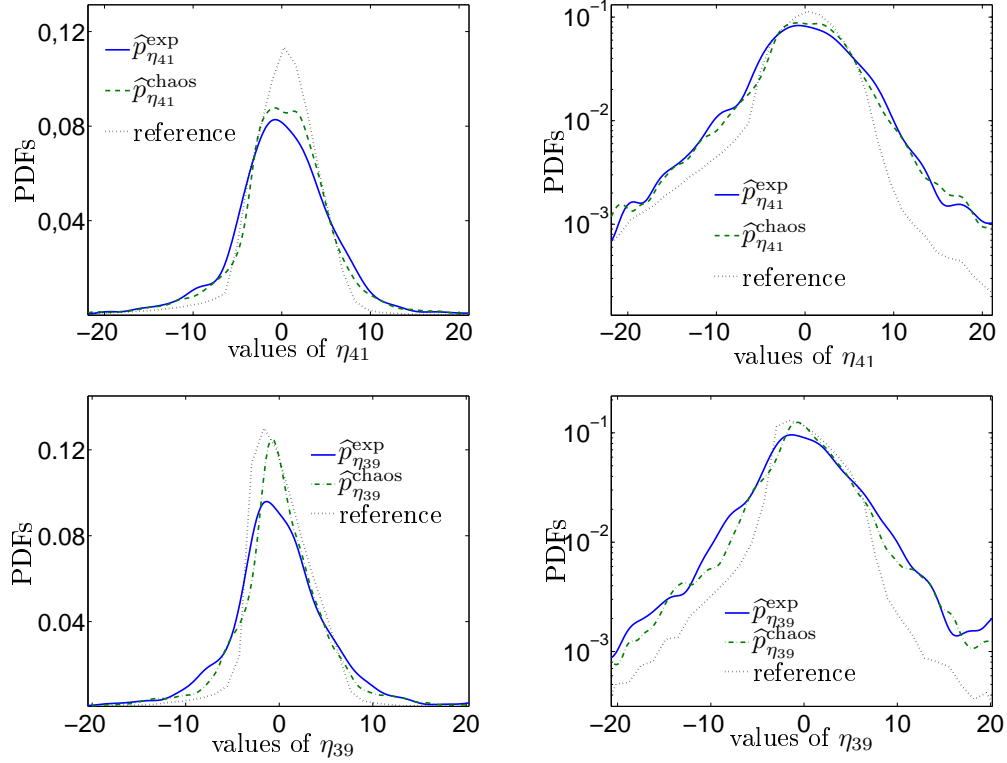 0,12
0.08
0.04
PDFs
p̂^exp_η41
p̂^chaos_η41
reference
−20 −10 0 10 20
values of η41
10^−1
10^−2
10^−3
PDFs
p̂^exp_η41
p̂^chaos_η41
reference
−20 −10 0 10 20
values of η41
0.12
0.08
0.04
PDFs
p̂^exp_η39
p̂^chaos_η39
reference
−20 −10 0 10 20
values of η39
10^−1
10^−2
10^−3
PDFs
p̂^exp_η39
p̂^chaos_η39
reference
−20 −10 0 10 20
values of η39